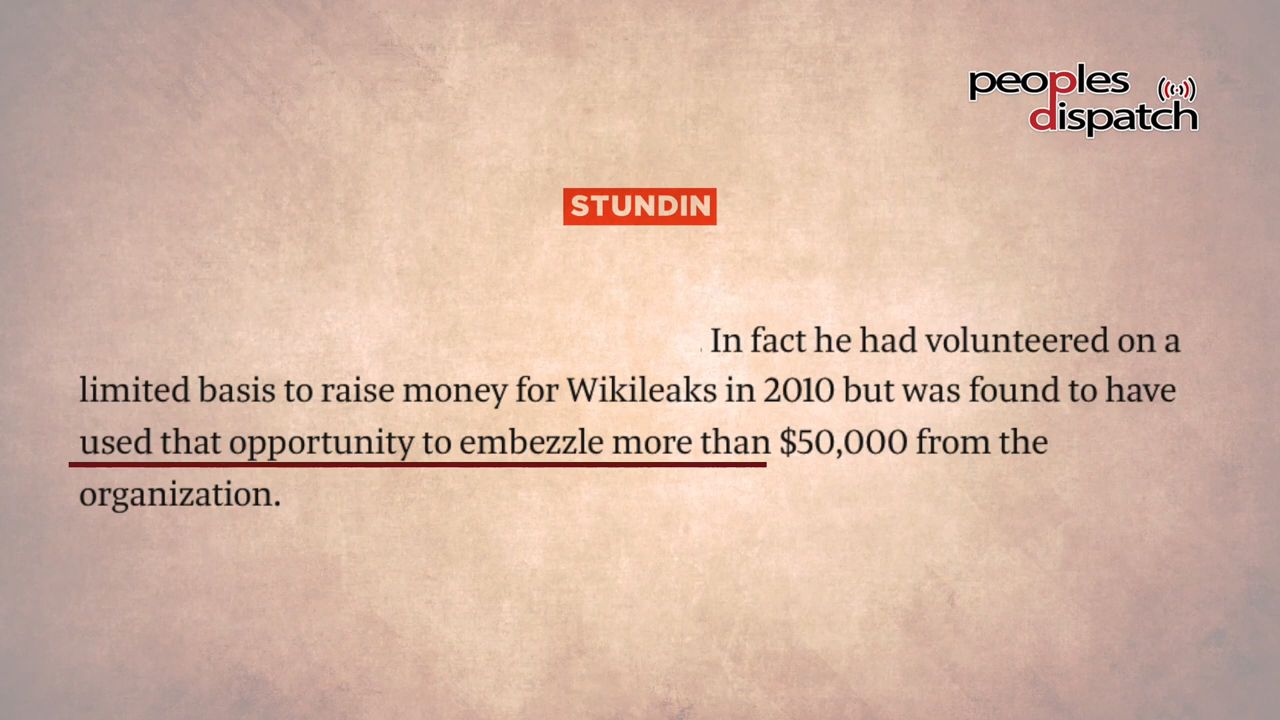 peoples
dispatch
STUNDIN
. In fact he had volunteered on a
limited basis to raise money for Wikileaks in 2010 but was found to have
used that opportunity to embezzle more than $50,000 from the
organization.